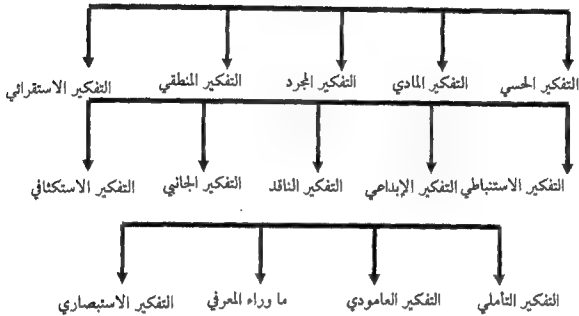 التفكير الحسي التفكير المادي التفكير المجرد التفكير المنطقي التفكير الاستقرائي
التفكير الاستنباطي التفكير الإبداعي التفكير الناقد التفكير الجانبي التفكير الاستكثافي
التفكير التأملي التفكير العامودي ما وراء المعرفي التفكير الاستبصاري